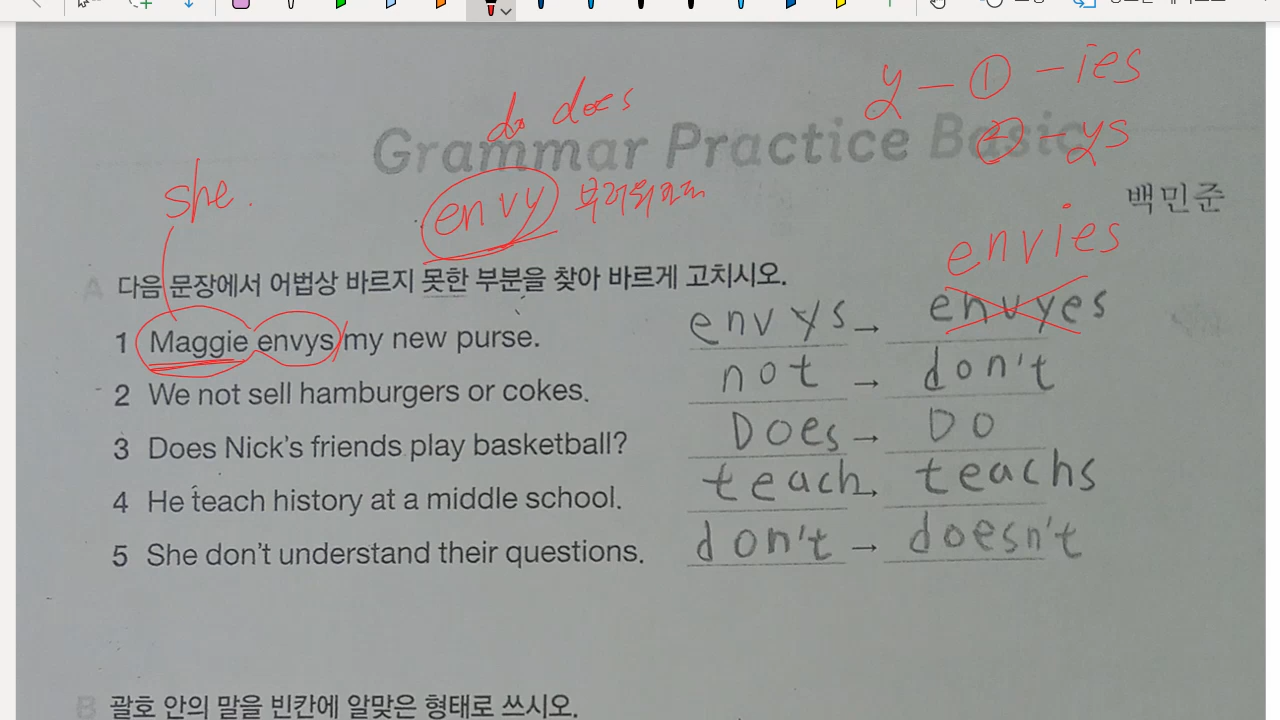 do does
y - ① -ies
② -ys
Grammar Practice Basic
she.
envy 부러워
백민준
envies
A 다음 문장에서 어법상 바르지 못한 부분을 찾아 바르게 고치시오.
1 Maggie envys my new purse. envys → envyes
2 We not sell hamburgers or cokes. not → don't
3 Does Nick's friends play basketball? Does → Do
4 He teach history at a middle school. teach → teachs
5 She don't understand their questions. don't → doesn't
B 괄호 안의 말을 빈칸에 알맞은 형태로 쓰시오.